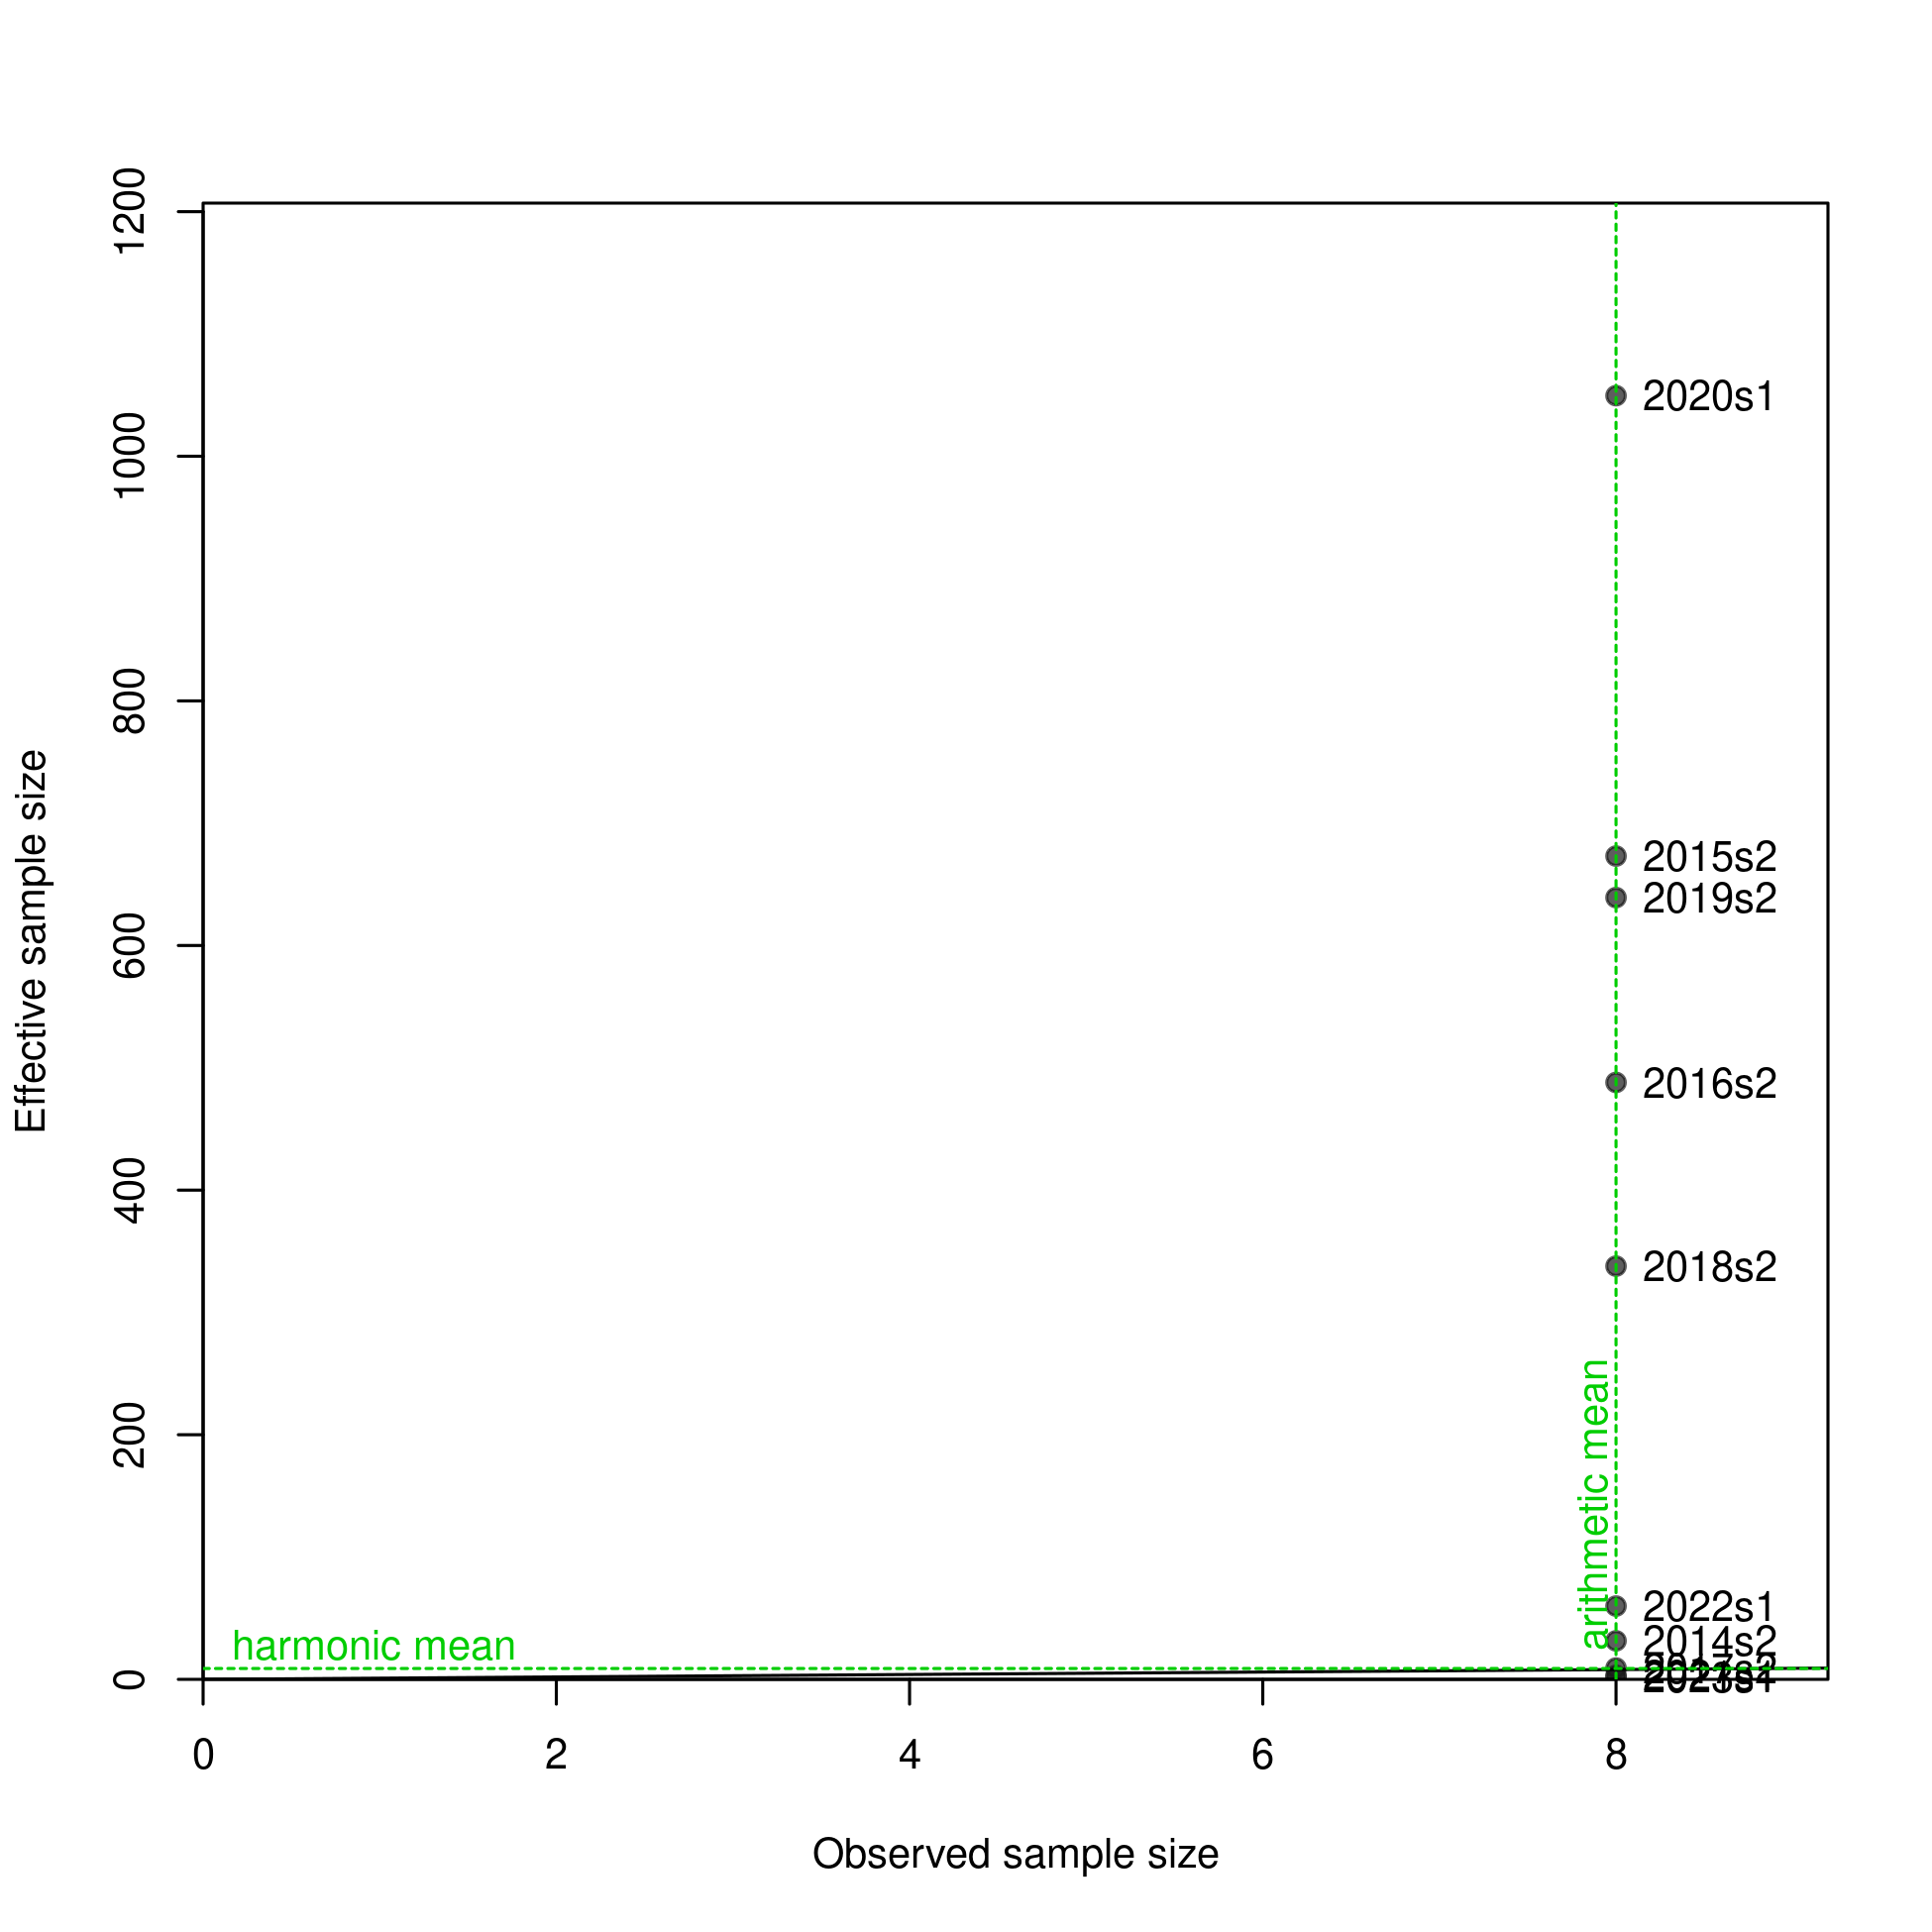 1200
1000
800
600
400
200
0
Effective sample size
2020s1
2015s2
2019s2
2016s2
2018s2
2022s1
2014s2
arithmetic mean
harmonic mean
0 2 4 6 8
Observed sample size